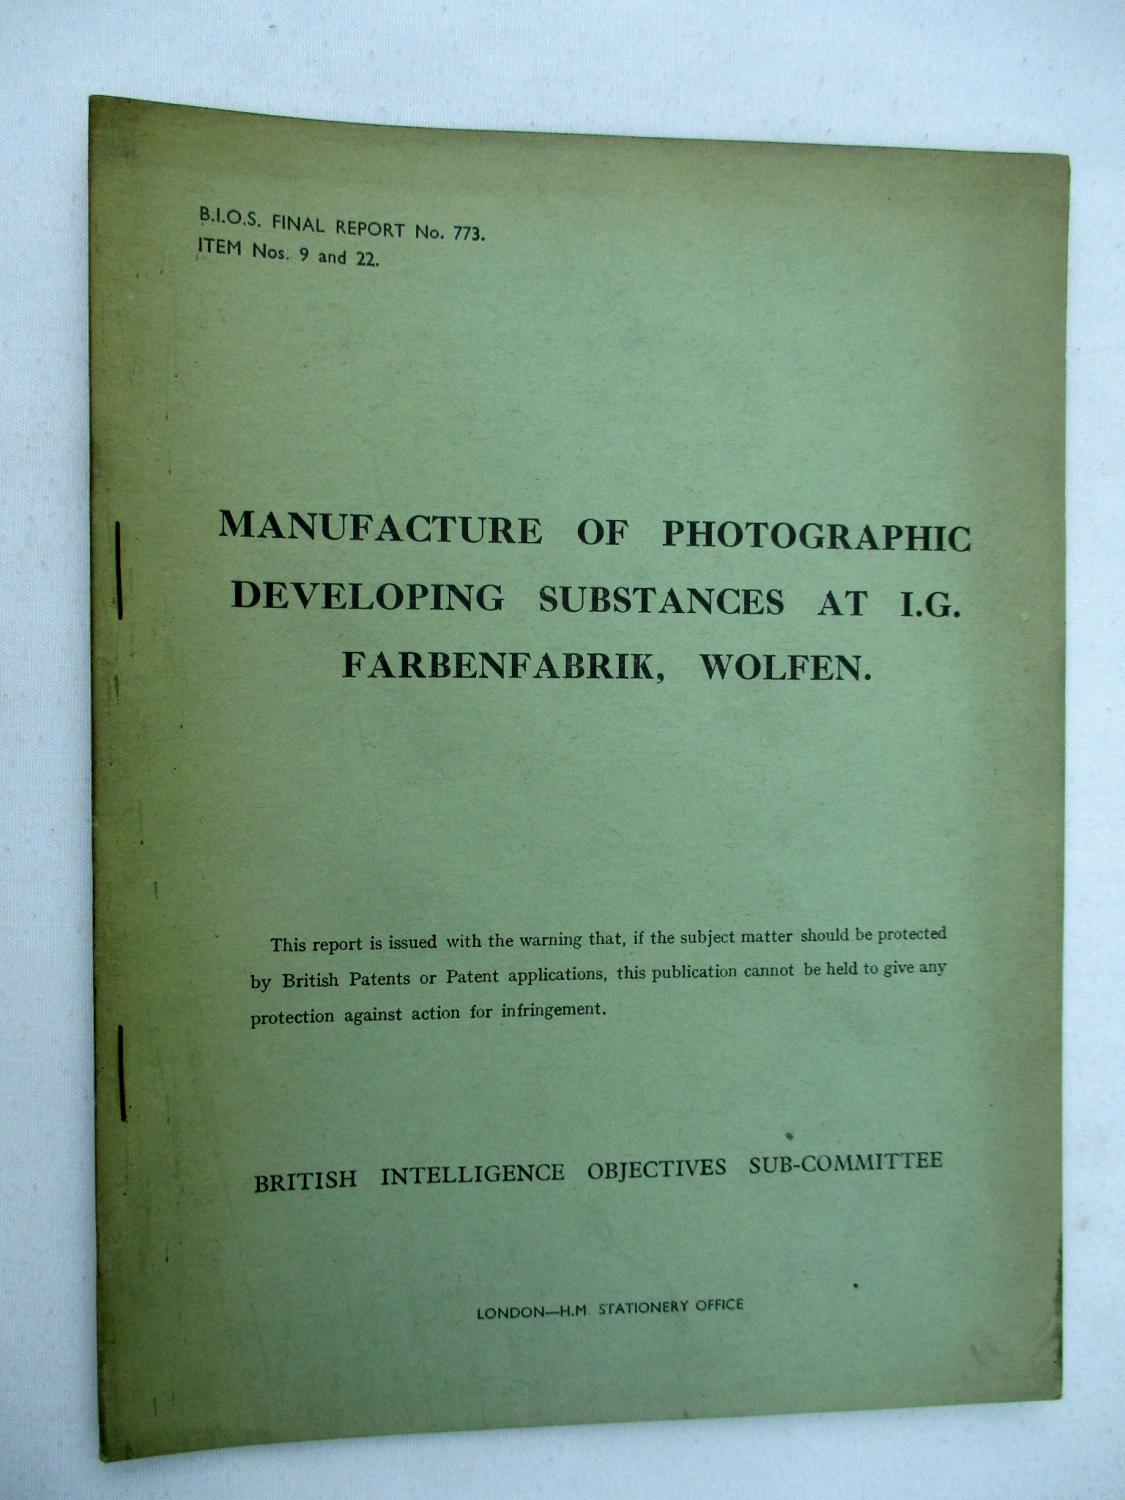 B.I.O.S. FINAL REPORT No. 773.
ITEM Nos. 9 and 22.
MANUFACTURE OF PHOTOGRAPHIC
DEVELOPING SUBSTANCES AT I.G.
FARBENFABRIK, WOLFEN.
This report is issued with the warning that, if the subject matter should be protected
by British Patents or Patent applications, this publication cannot be held to give any
protection against action for infringement.
BRITISH INTELLIGENCE OBJECTIVES SUB-COMMITTEE
LONDON—H.M. STATIONERY OFFICE